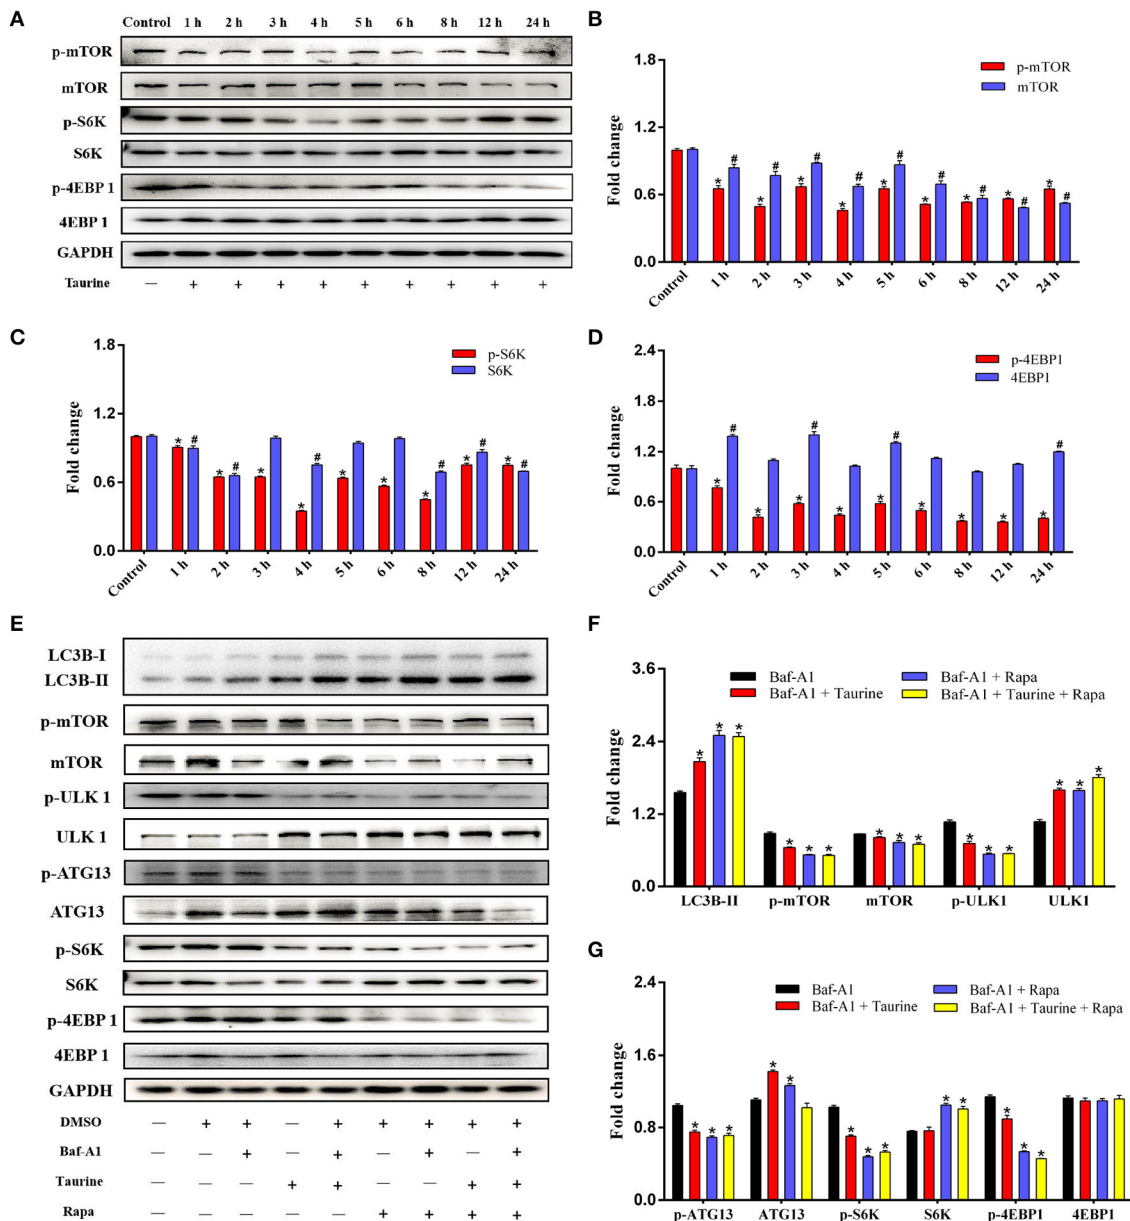 A
Control 1 h 2 h 3 h 4 h 5 h 6 h 8 h 12 h 24 h
p-mTOR
mTOR
p-S6K
S6K
p-4EBP 1
4EBP 1
GAPDH
Taurine — + + + + + + + + +
B
p-mTOR
mTOR
Fold change
1.8
1.2
0.6
0.0
* # * # * # * # * # * # * # * # * #
Control 1 h 2 h 3 h 4 h 5 h 6 h 8 h 12 h 24 h
C
p-S6K
S6K
Fold change
1.8
1.2
0.6
0.0
* # * # * * # * * * # * # * #
Control 1 h 2 h 3 h 4 h 5 h 6 h 8 h 12 h 24 h
D
p-4EBP1
4EBP1
Fold change
2.4
1.8
1.2
0.6
0.0
* # * * # * * # * * * * #
Control 1 h 2 h 3 h 4 h 5 h 6 h 8 h 12 h 24 h
E
LC3B-I
LC3B-II
p-mTOR
mTOR
p-ULK 1
ULK 1
p-ATG13
ATG13
p-S6K
S6K
p-4EBP 1
4EBP 1
GAPDH
DMSO — + + — + + + + +
Baf-A1 — — + — + — + — +
Taurine — — — + + — — + +
Rapa — — — — — + + + +
F
Baf-A1 Baf-A1 + Rapa
Baf-A1 + Taurine Baf-A1 + Taurine + Rapa
Fold change
3.6
2.4
1.2
0.0
* * * * * * * * * * * * * * *
LC3B-II p-mTOR mTOR p-ULK1 ULK1
G
Baf-A1 Baf-A1 + Rapa
Baf-A1 + Taurine Baf-A1 + Taurine + Rapa
Fold change
2.4
1.6
0.8
0.0
* * * * * * * * * * * * *
p-ATG13 ATG13 p-S6K S6K p-4EBP1 4EBP1